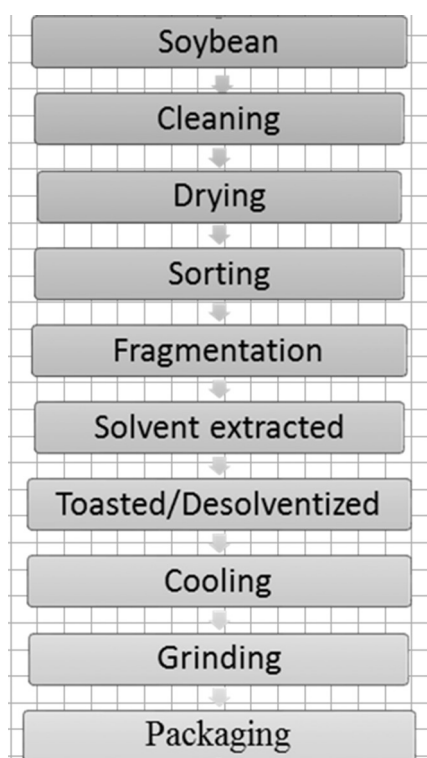 Soybean
Cleaning
Drying
Sorting
Fragmentation
Solvent extracted
Toasted/Desolventized
Cooling
Grinding
Packaging